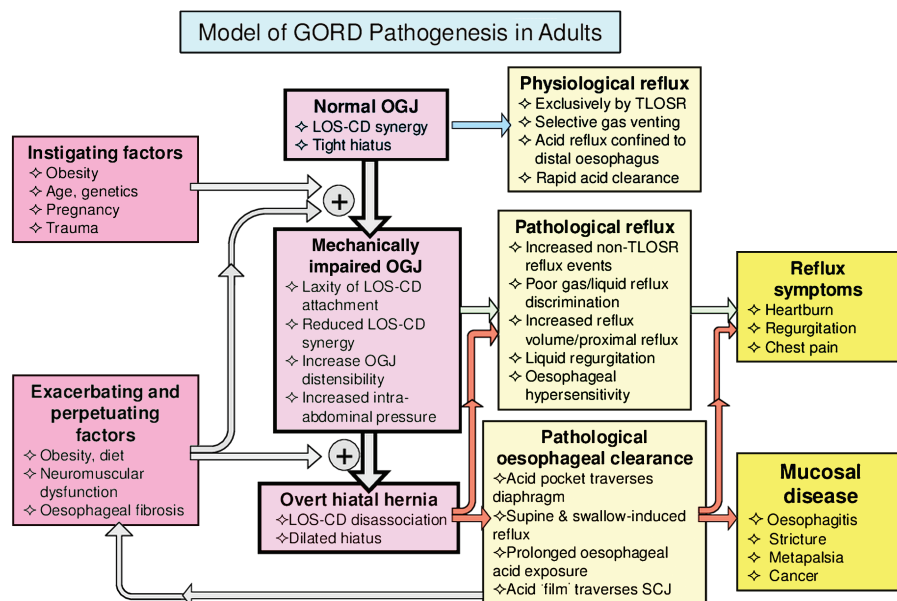 Model of GORD Pathogenesis in Adults
Normal OGJ
✧ LOS-CD synergy
✧ Tight hiatus
Physiological reflux
✧ Exclusively by TLOSR
✧ Selective gas venting
✧ Acid reflux confined to
distal oesophagus
✧ Rapid acid clearance
Instigating factors
✧ Obesity
✧ Age, genetics
✧ Pregnancy
✧ Trauma
+
Mechanically
impaired OGJ
✧ Laxity of LOS-CD
attachment
✧ Reduced LOS-CD
synergy
✧ Increase OGJ
distensibility
✧ Increased intra-
abdominal pressure
Pathological reflux
✧ Increased non-TLOSR
reflux events
✧ Poor gas/liquid reflux
discrimination
✧ Increased reflux
volume/proximal reflux
✧ Liquid regurgitation
✧ Oesophageal
hypersensitivity
Reflux
symptoms
✧ Heartburn
✧ Regurgitation
✧ Chest pain
Exacerbating and
perpetuating
factors
✧ Obesity, diet
✧ Neuromuscular
dysfunction
✧ Oesophageal fibrosis
+
Overt hiatal hernia
✧LOS-CD disassociation
✧Dilated hiatus
Pathological
oesophageal clearance
✧Acid pocket traverses
diaphragm
✧Supine & swallow-induced
reflux
✧Prolonged oesophageal
acid exposure
✧Acid 'film' traverses SCJ
Mucosal
disease
✧ Oesophagitis
✧ Stricture
✧ Metapalsia
✧ Cancer